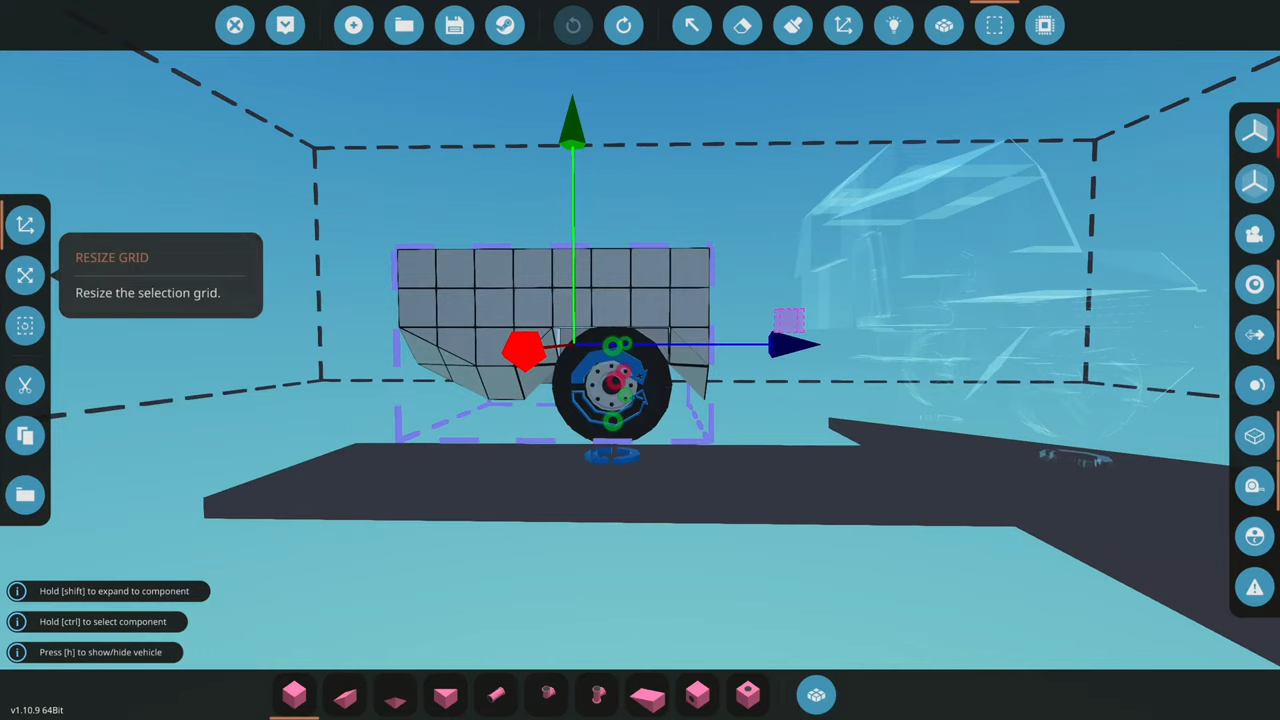 RESIZE GRID
Resize the selection grid.
Hold [shift] to expand to component
Hold [ctrl] to select component
Press [h] to show/hide vehicle
v1.10.9 64Bit